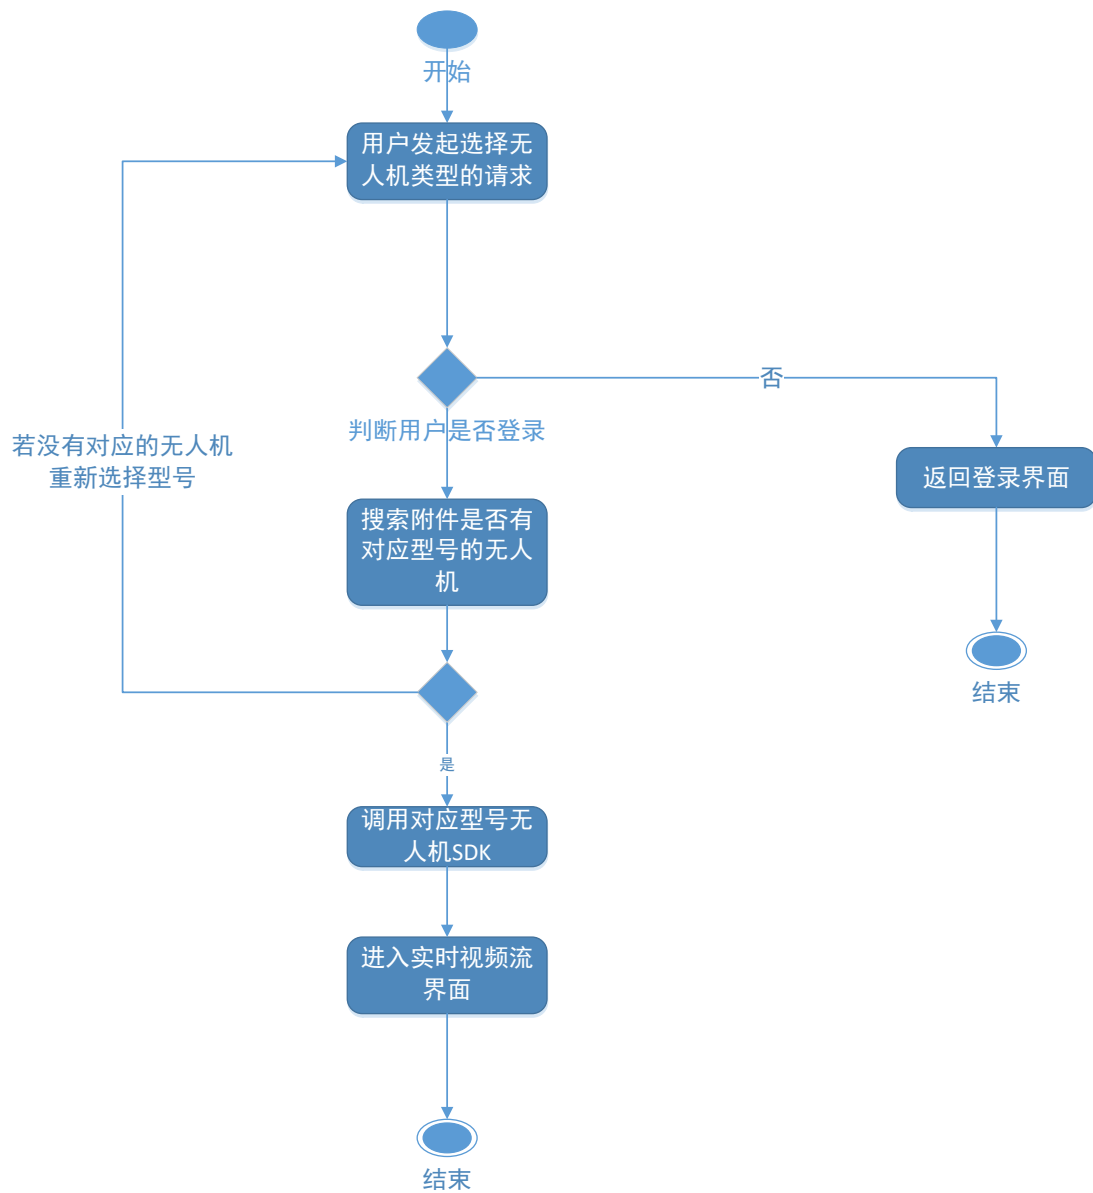 开始
用户发起选择无
人机类型的请求
否
判断用户是否登录
若没有对应的无人机
重新选择型号
返回登录界面
搜索附件是否有
对应型号的无人
机
结束
是
调用对应型号无
人机SDK
进入实时视频流
界面
结束